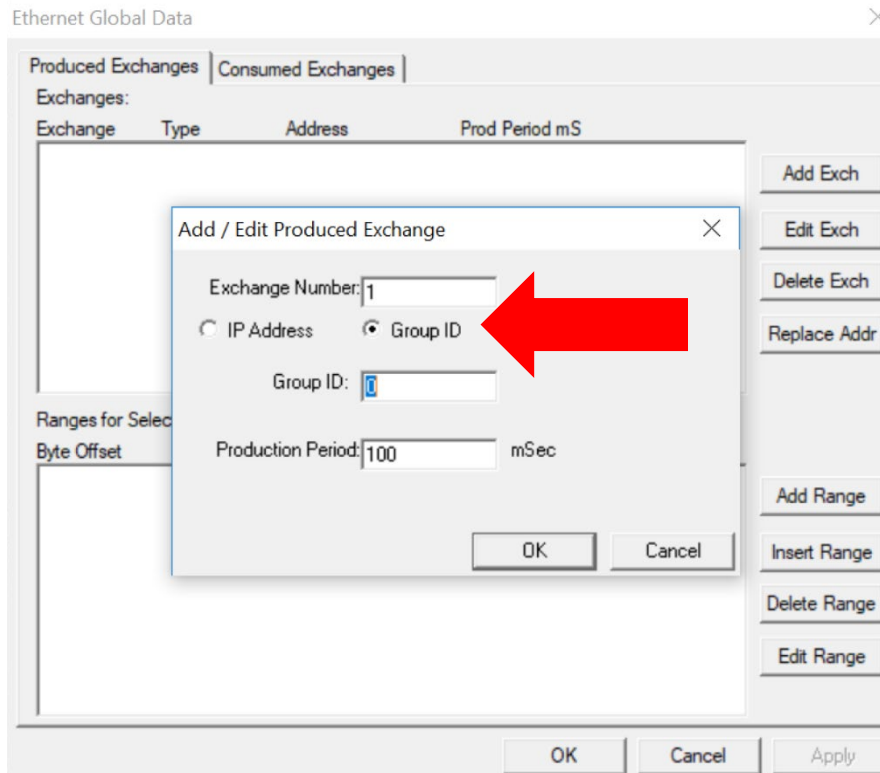 Ethernet Global Data
Produced Exchanges Consumed Exchanges
Exchanges:
Exchange Type Address Prod Period mS
Add Exch
Edit Exch
Delete Exch
Replace Addr
Add / Edit Produced Exchange
Exchange Number: 1
IP Address Group ID
Group ID: 0
Production Period: 100 mSec
OK Cancel
Ranges for Selec
Byte Offset
Add Range
Insert Range
Delete Range
Edit Range
OK Cancel Apply